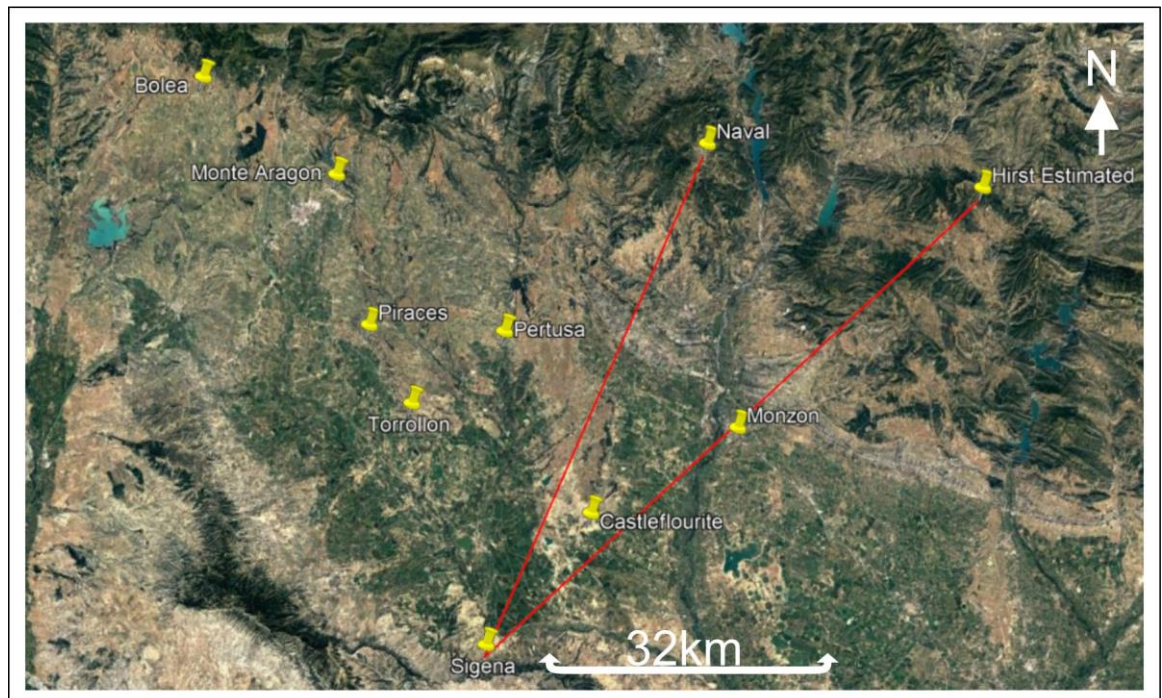 N
Bolea
Naval
Monte Aragon
Hirst Estimated
Piraces
Pertusa
Torrollon
Monzon
Castleflourite
Sigena
32km